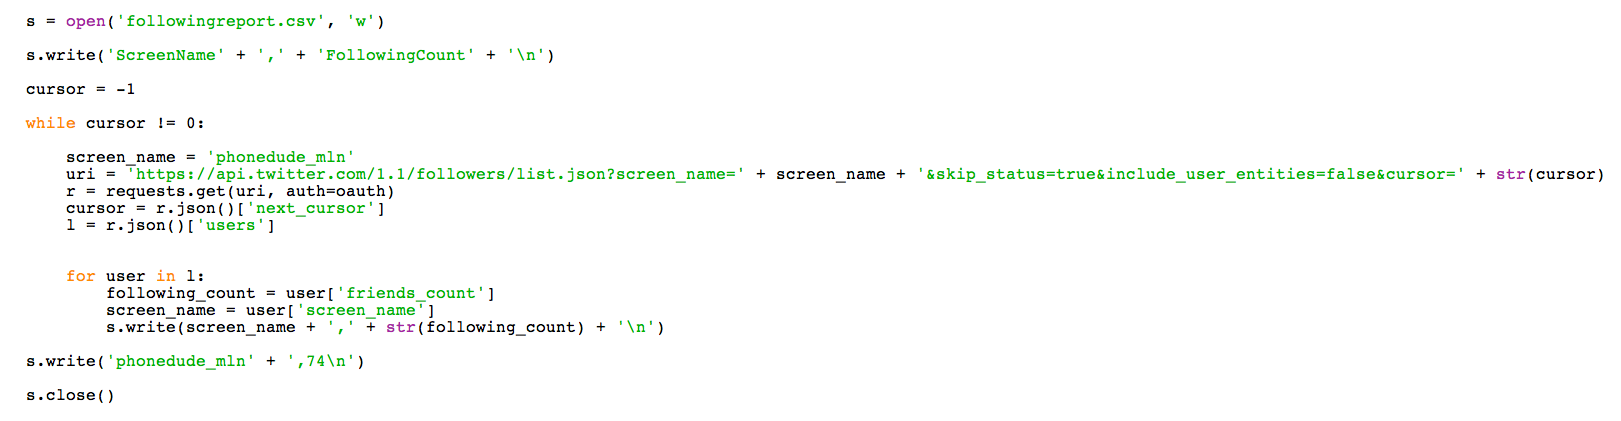 s = open('followingreport.csv', 'w')
s.write('ScreenName' + ',' + 'FollowingCount' + '\n')
cursor = -1
while cursor != 0:
    screen_name = 'phonedude_mln'
    uri = 'https://api.twitter.com/1.1/followers/list.json?screen_name=' + screen_name + '&skip_status=true&include_user_entities=false&cursor=' + str(cursor)
    r = requests.get(uri, auth=oauth)
    cursor = r.json()['next_cursor']
    l = r.json()['users']
    for user in l:
        following_count = user['friends_count']
        screen_name = user['screen_name']
        s.write(screen_name + ',' + str(following_count) + '\n')
s.write('phonedude_mln' + ',74\n')
s.close()